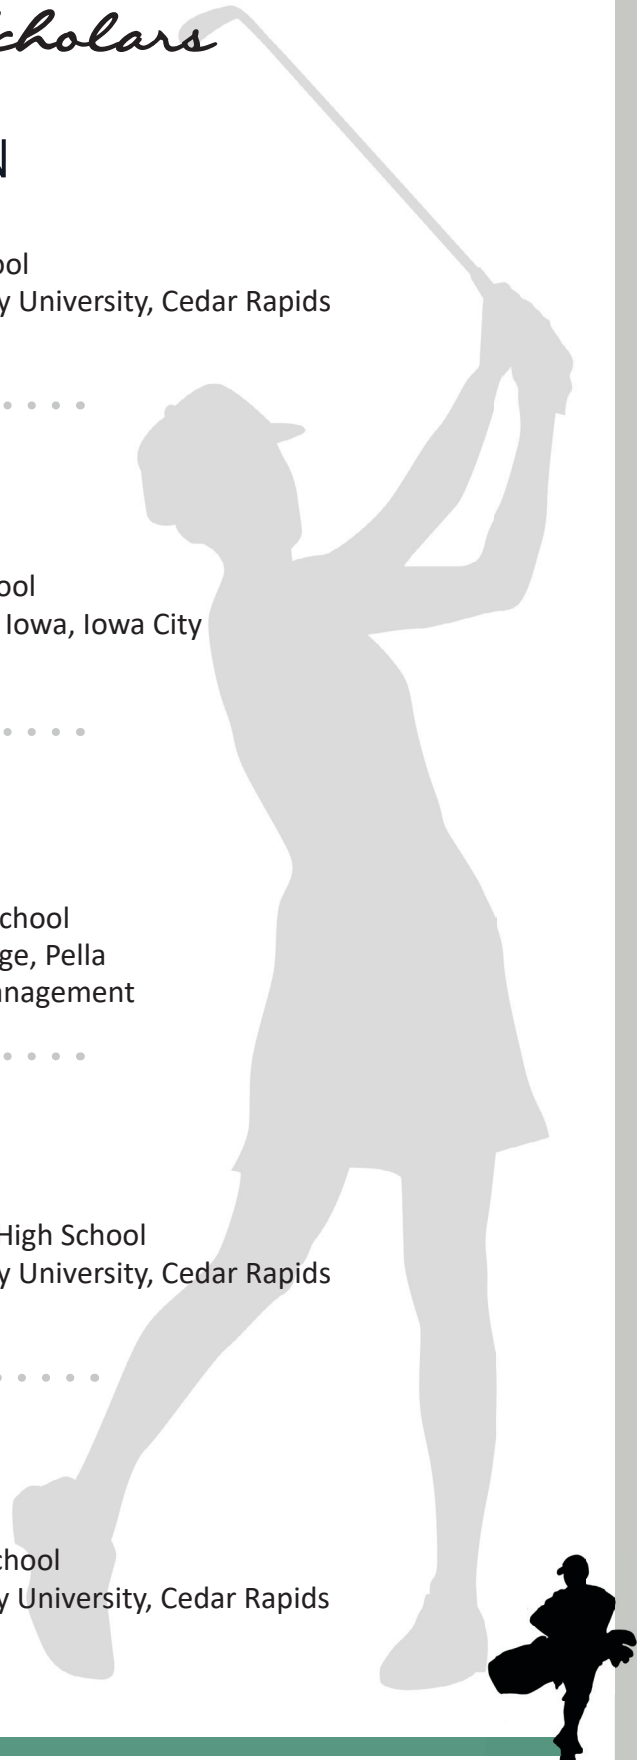 cholars
N
ool
y University, Cedar Rapids
ool
Iowa, Iowa City
chool
ge, Pella
nagement
High School
y University, Cedar Rapids
chool
y University, Cedar Rapids